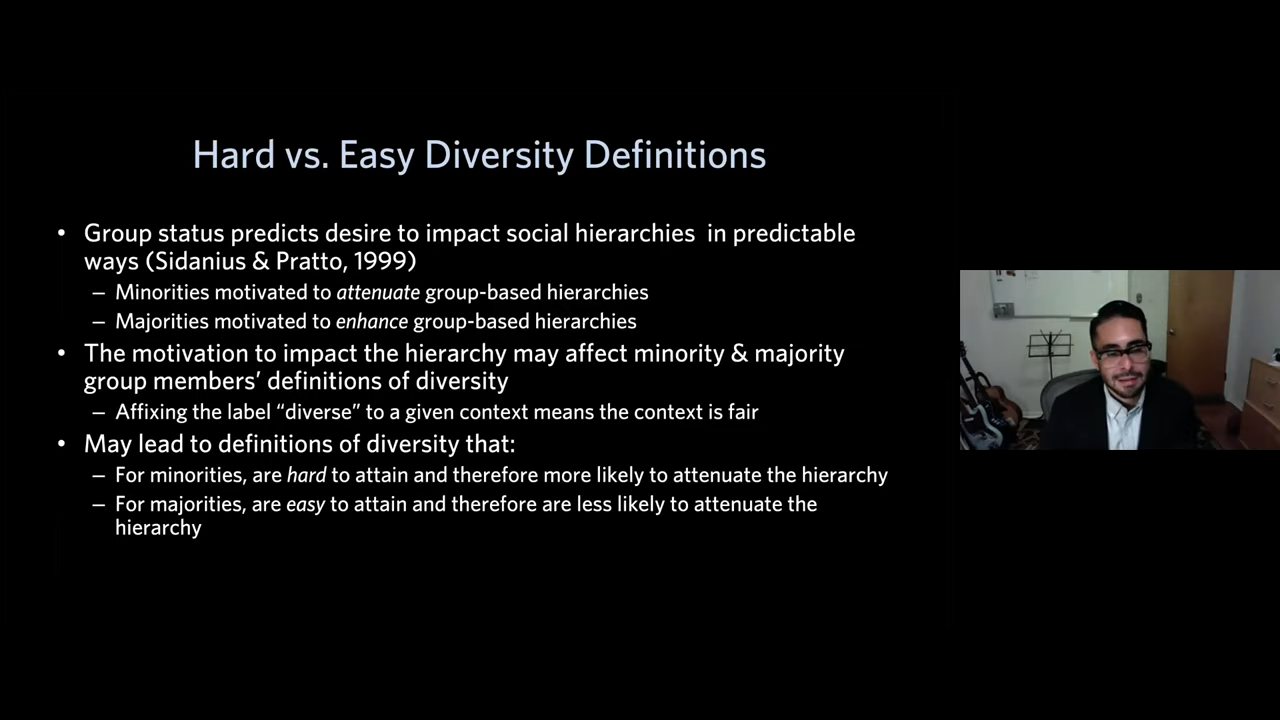 Hard vs. Easy Diversity Definitions
• Group status predicts desire to impact social hierarchies  in predictable
ways (Sidanius & Pratto, 1999)
– Minorities motivated to attenuate group-based hierarchies
– Majorities motivated to enhance group-based hierarchies
• The motivation to impact the hierarchy may affect minority & majority
group members’ definitions of diversity
– Affixing the label “diverse” to a given context means the context is fair
• May lead to definitions of diversity that:
– For minorities, are hard to attain and therefore more likely to attenuate the hierarchy
– For majorities, are easy to attain and therefore are less likely to attenuate the
hierarchy